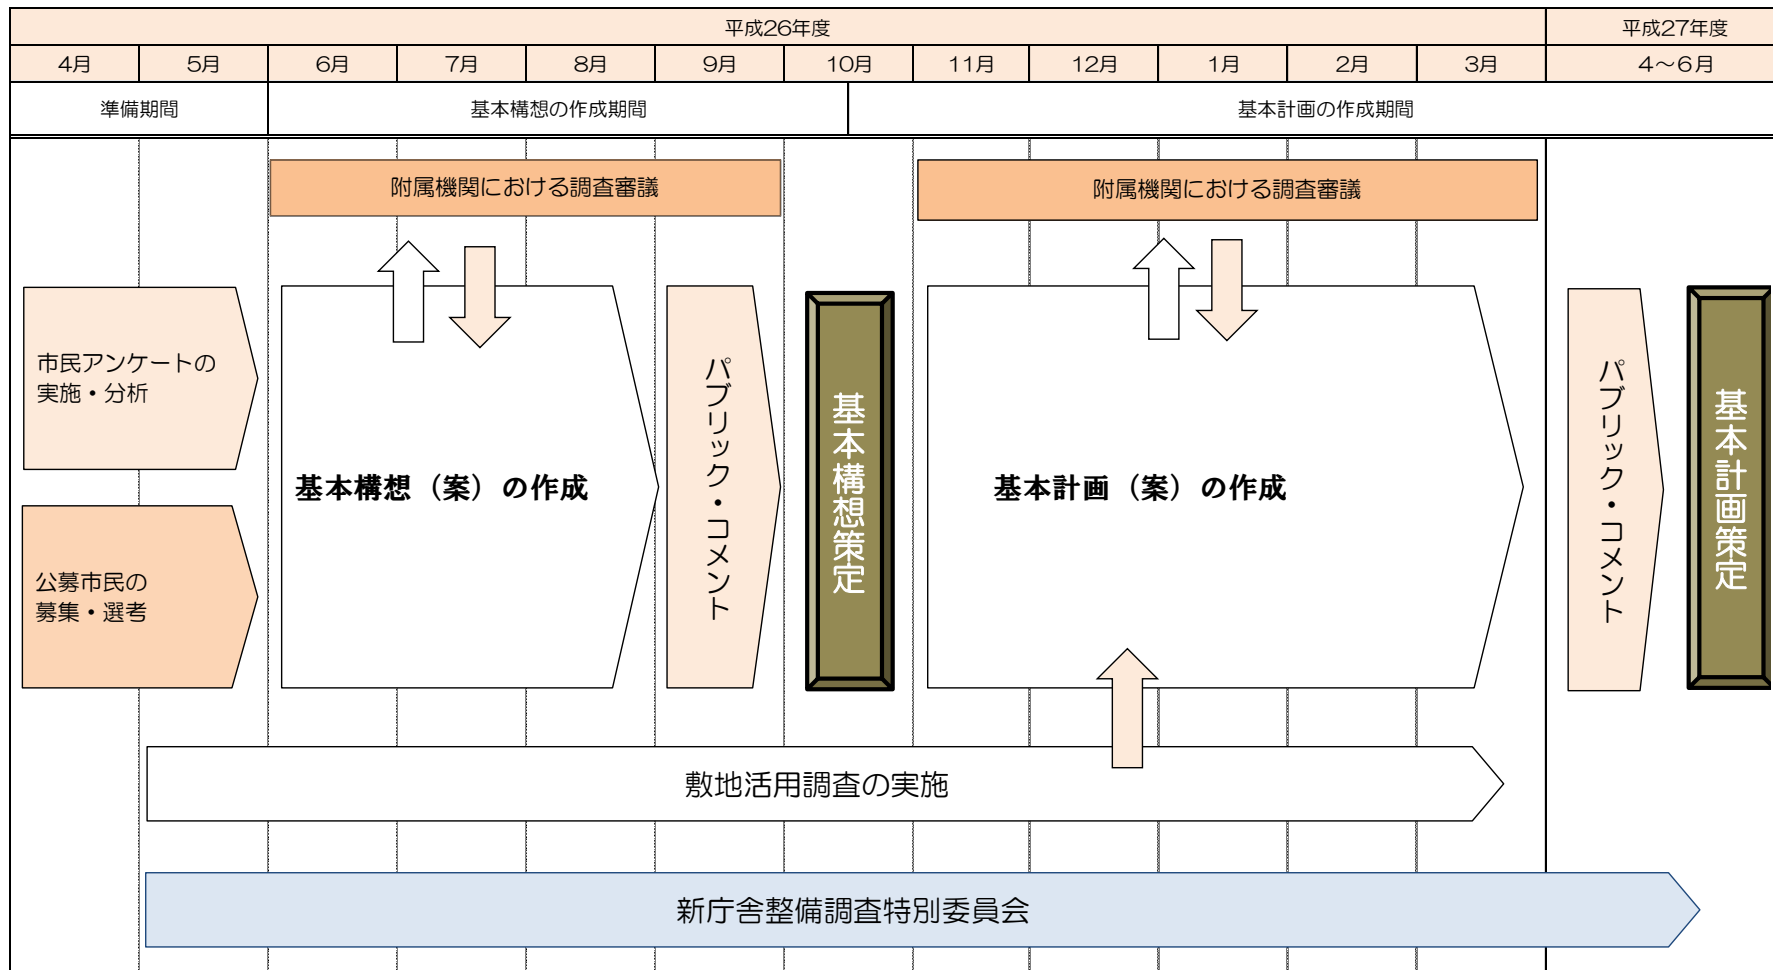 平成26年度
平成27年度
4月
5月
6月
7月
8月
9月
10月
11月
12月
1月
2月
3月
4～6月
準備期間
基本構想の作成期間
基本計画の作成期間
附属機関における調査審議
附属機関における調査審議
市民アンケートの
実施・分析
公募市民の
募集・選考
基本構想（案）の作成
パブリック・コメント
基本構想策定
基本計画（案）の作成
パブリック・コメント
基本計画策定
敷地活用調査の実施
新庁舎整備調査特別委員会